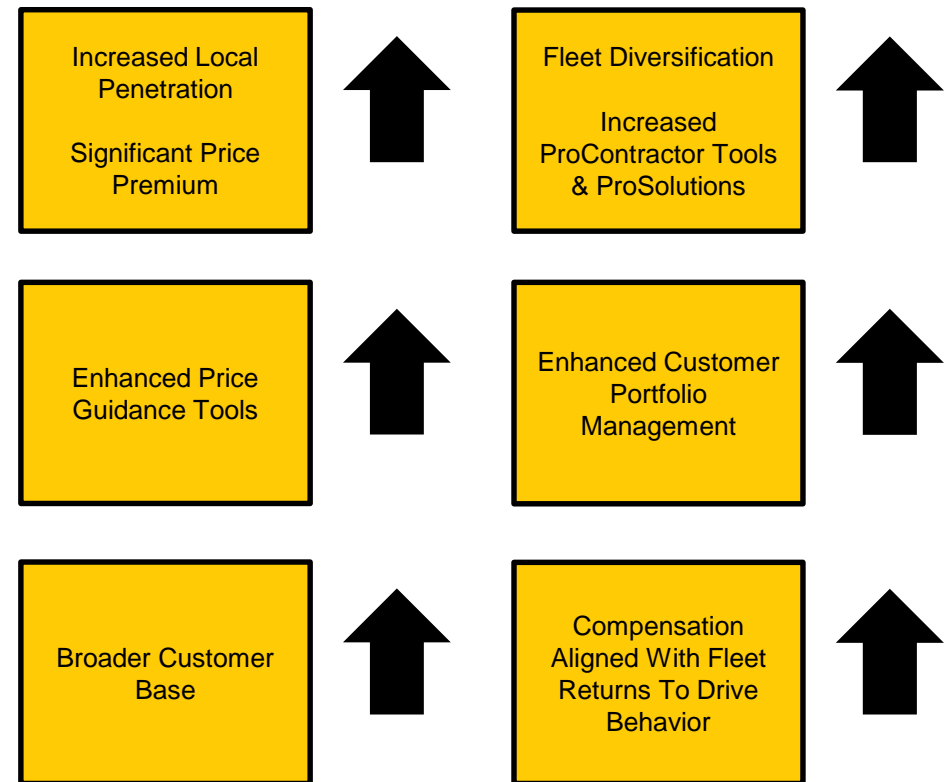 Increased Local
Penetration
Significant Price
Premium
Fleet Diversification
Increased
ProContractor Tools
& ProSolutions
Enhanced Price
Guidance Tools
Enhanced Customer
Portfolio
Management
Broader Customer
Base
Compensation
Aligned With Fleet
Returns To Drive
Behavior